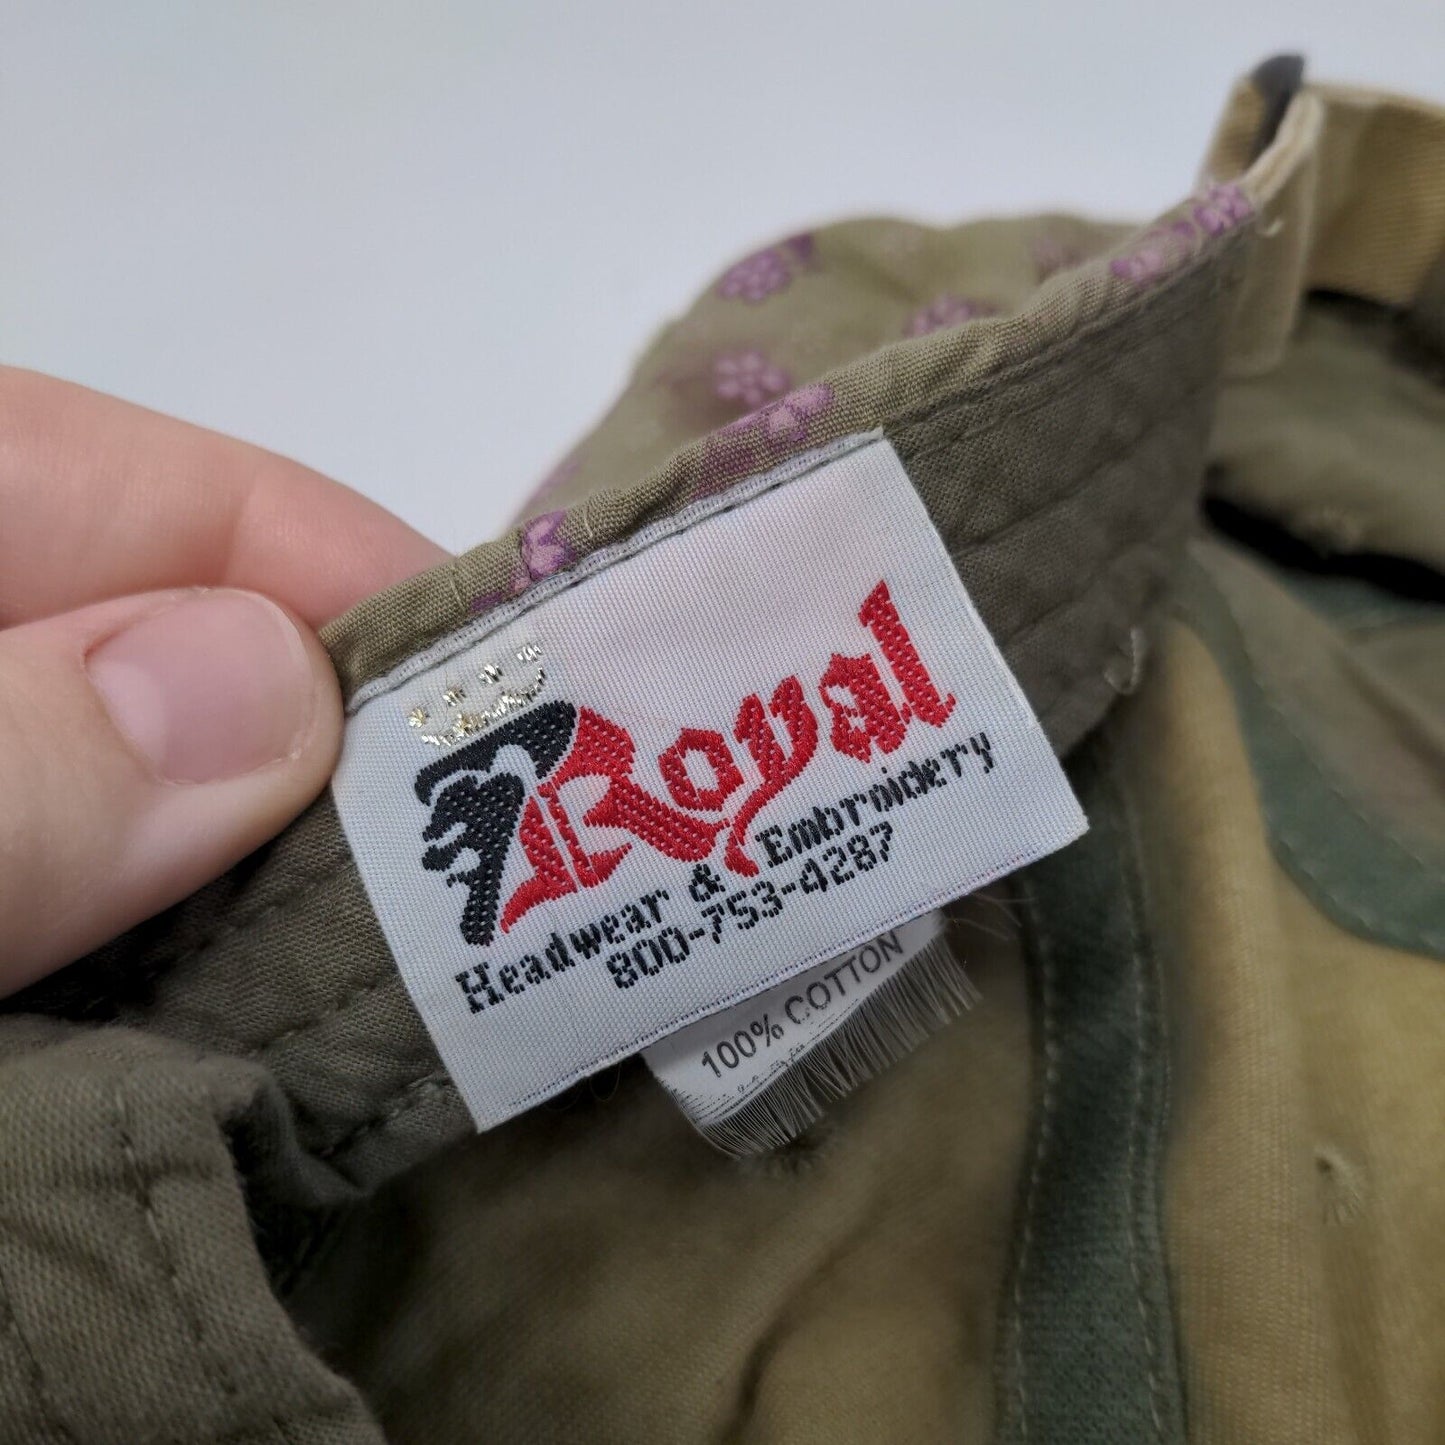 Royal
Headwear & Embroidery
800-753-4287
100% COTTON